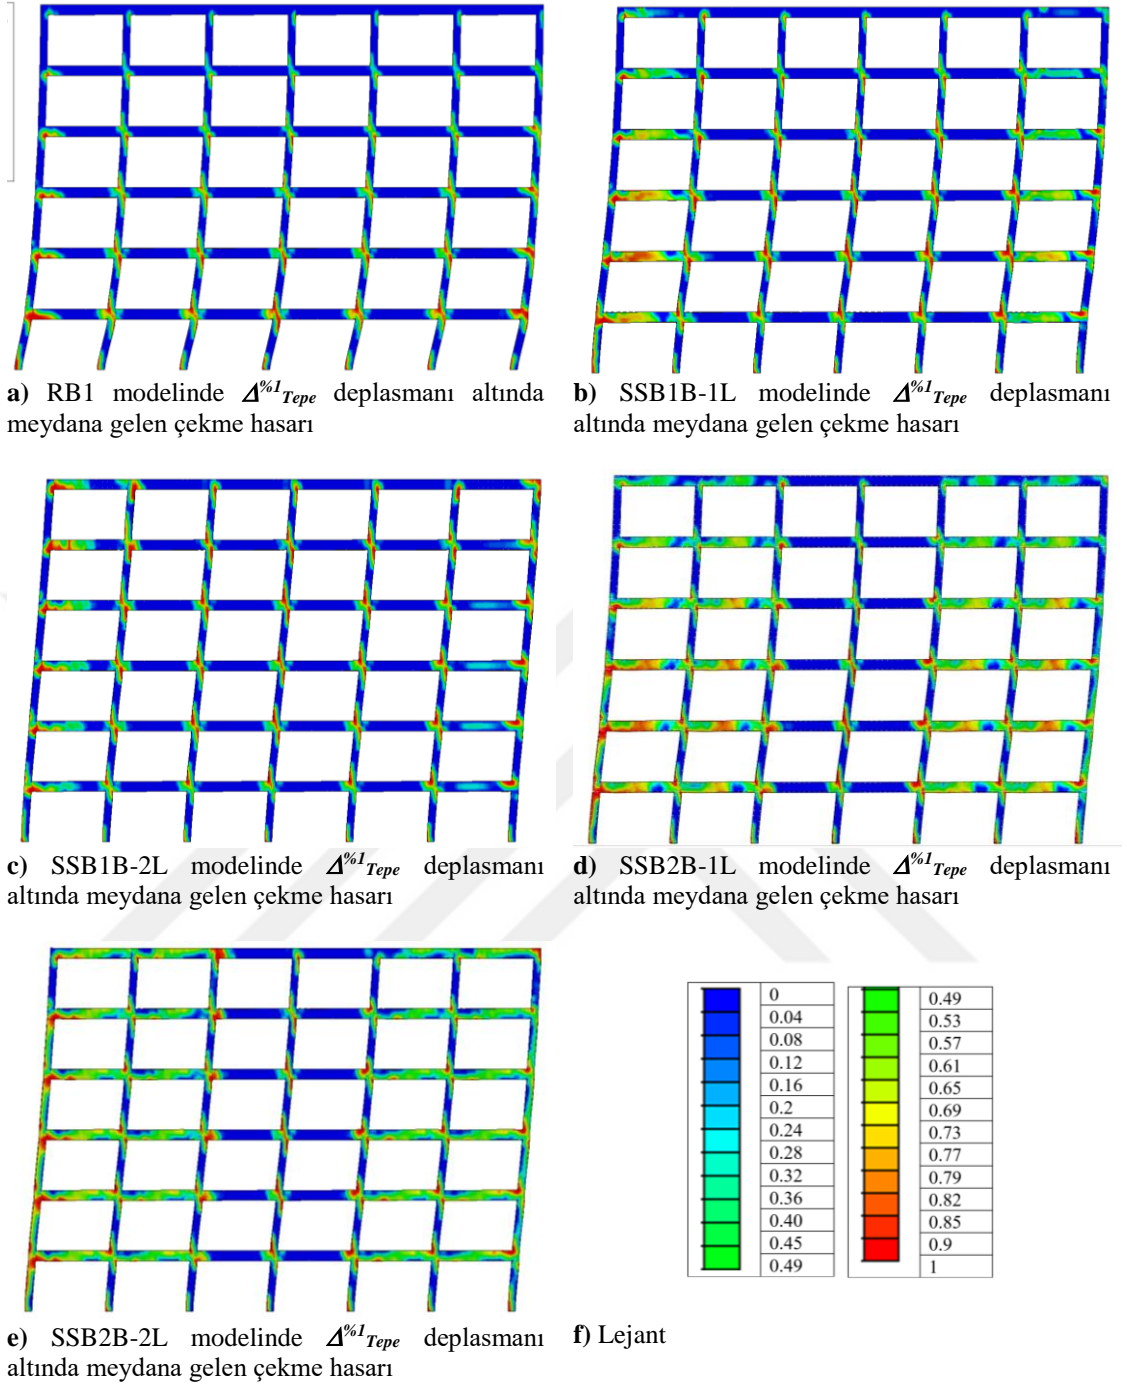 a) RB1 modelinde Δ%1Tepe deplasmanı altında
meydana gelen çekme hasarı
b) SSB1B-1L modelinde Δ%1Tepe deplasmanı
altında meydana gelen çekme hasarı
c) SSB1B-2L modelinde Δ%1Tepe deplasmanı
altında meydana gelen çekme hasarı
d) SSB2B-1L modelinde Δ%1Tepe deplasmanı
altında meydana gelen çekme hasarı
0
0.04
0.08
0.12
0.16
0.2
0.24
0.28
0.32
0.36
0.40
0.45
0.49
0.49
0.53
0.57
0.61
0.65
0.69
0.73
0.77
0.79
0.82
0.85
0.9
1
e) SSB2B-2L modelinde Δ%1Tepe deplasmanı
altında meydana gelen çekme hasarı
f) Lejant